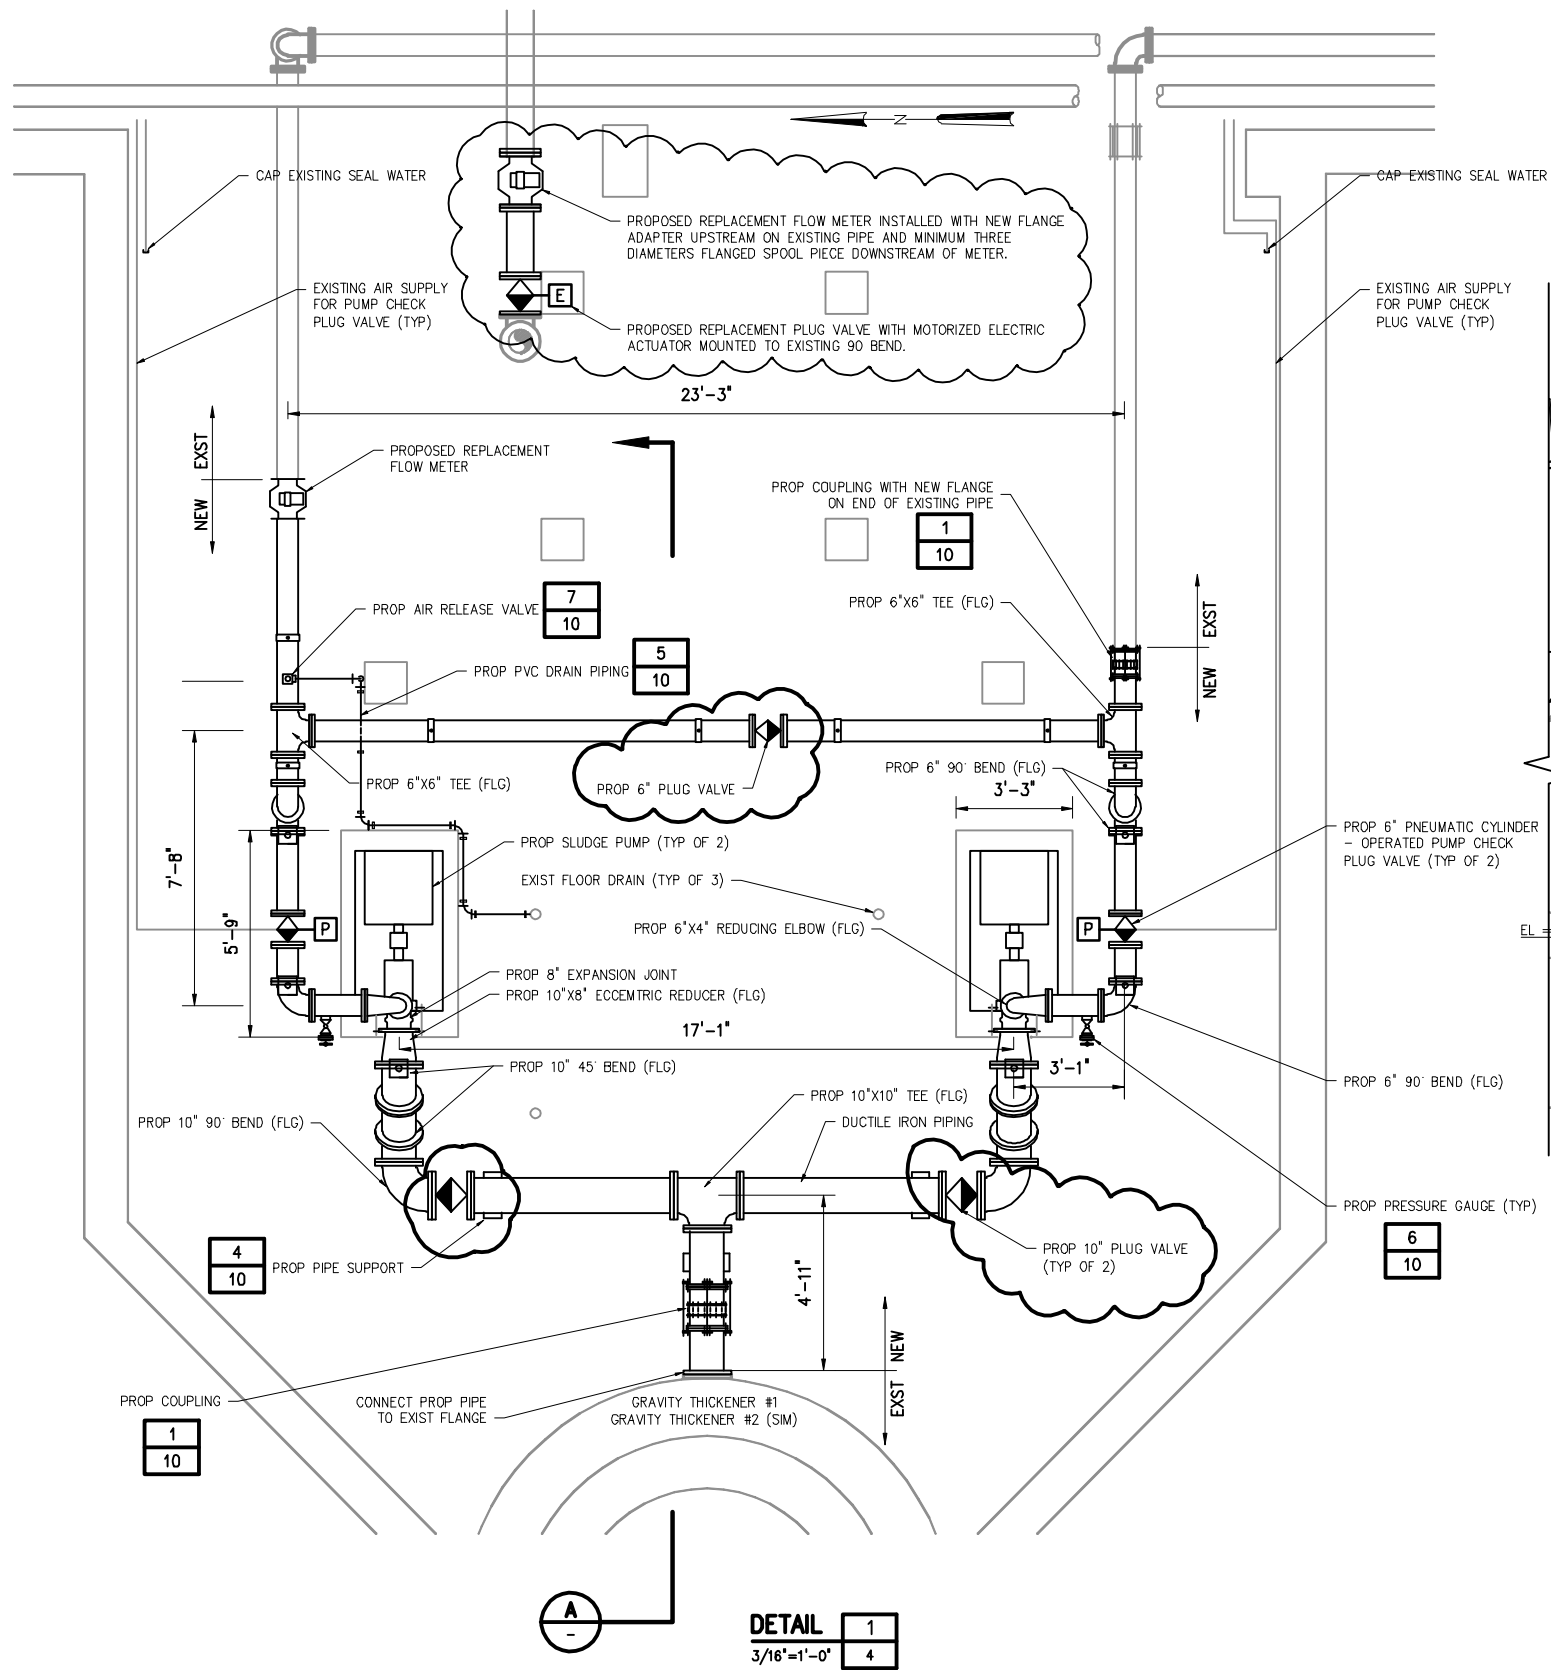 N
CAP EXISTING SEAL WATER
CAP EXISTING SEAL WATER
PROPOSED REPLACEMENT FLOW METER INSTALLED WITH NEW FLANGE
ADAPTER UPSTREAM ON EXISTING PIPE AND MINIMUM THREE
DIAMETERS FLANGED SPOOL PIECE DOWNSTREAM OF METER.
EXISTING AIR SUPPLY
FOR PUMP CHECK
PLUG VALVE (TYP)
E
EXISTING AIR SUPPLY
FOR PUMP CHECK
PLUG VALVE (TYP)
PROPOSED REPLACEMENT PLUG VALVE WITH MOTORIZED ELECTRIC
ACTUATOR MOUNTED TO EXISTING 90 BEND.
23'-3"
EXST
NEW
PROPOSED REPLACEMENT
FLOW METER
PROP COUPLING WITH NEW FLANGE
ON END OF EXISTING PIPE
1
10
PROP AIR RELEASE VALVE
7
10
PROP 6"X6" TEE (FLG)
EXST
NEW
PROP PVC DRAIN PIPING
5
10
PROP 6"X6" TEE (FLG)
PROP 6" PLUG VALVE
PROP 6" 90° BEND (FLG)
3'-3"
7'-8"
5'-9"
PROP SLUDGE PUMP (TYP OF 2)
PROP 6" PNEUMATIC CYLINDER
- OPERATED PUMP CHECK
PLUG VALVE (TYP OF 2)
EXIST FLOOR DRAIN (TYP OF 3)
P
PROP 6"X4" REDUCING ELBOW (FLG)
P
EL =
PROP 8" EXPANSION JOINT
PROP 10"X8" ECCEMTRIC REDUCER (FLG)
17'-1"
3'-1"
PROP 10" 45° BEND (FLG)
PROP 10"X10" TEE (FLG)
PROP 6" 90° BEND (FLG)
PROP 10" 90° BEND (FLG)
DUCTILE IRON PIPING
PROP PRESSURE GAUGE (TYP)
6
10
4
10
PROP PIPE SUPPORT
PROP 10" PLUG VALVE
(TYP OF 2)
4'-11"
NEW
EXST
PROP COUPLING
1
10
CONNECT PROP PIPE
TO EXIST FLANGE
GRAVITY THICKENER #1
GRAVITY THICKENER #2 (SIM)
A
-
DETAIL
3/16"=1'-0"
1
4